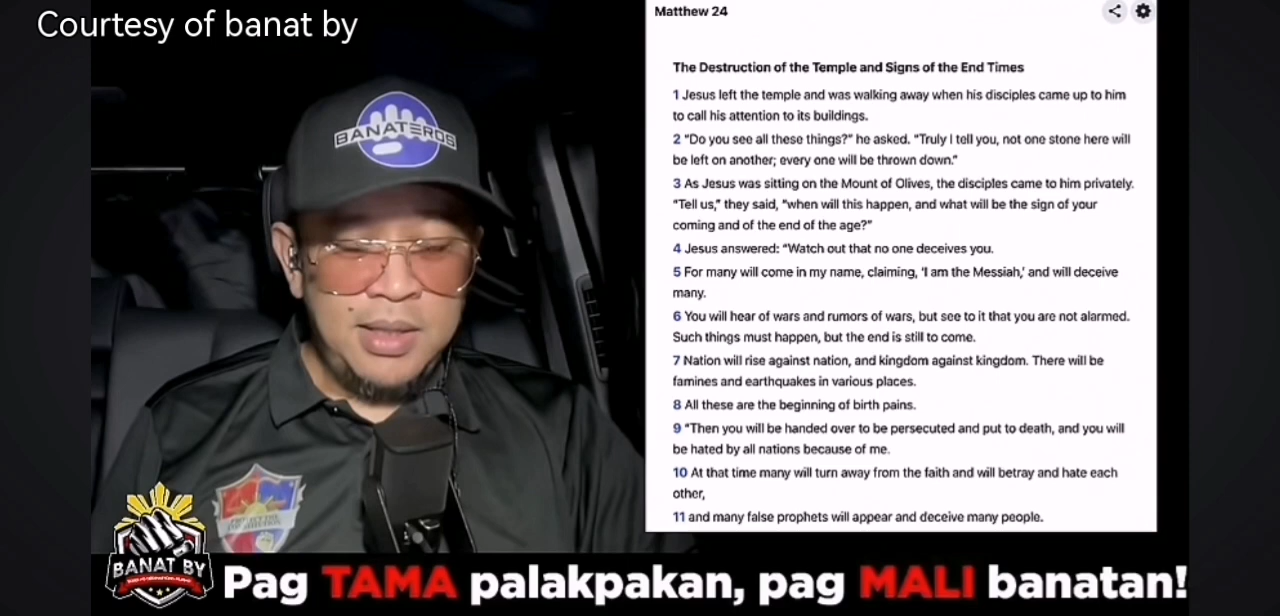 Courtesy of banat by
Matthew 24
The Destruction of the Temple and Signs of the End Times
1 Jesus left the temple and was walking away when his disciples came up to him
to call his attention to its buildings.
2 “Do you see all these things?” he asked. “Truly I tell you, not one stone here will
be left on another; every one will be thrown down.”
3 As Jesus was sitting on the Mount of Olives, the disciples came to him privately.
“Tell us,” they said, “when will this happen, and what will be the sign of your
coming and of the end of the age?”
4 Jesus answered: “Watch out that no one deceives you.
5 For many will come in my name, claiming, ‘I am the Messiah,’ and will deceive
many.
6 You will hear of wars and rumors of wars, but see to it that you are not alarmed.
Such things must happen, but the end is still to come.
7 Nation will rise against nation, and kingdom against kingdom. There will be
famines and earthquakes in various places.
8 All these are the beginning of birth pains.
9 “Then you will be handed over to be persecuted and put to death, and you will
be hated by all nations because of me.
10 At that time many will turn away from the faith and will betray and hate each
other,
11 and many false prophets will appear and deceive many people.
BANATEROS
BANAT BY
Pag TAMA palakpakan, pag MALI banatan!